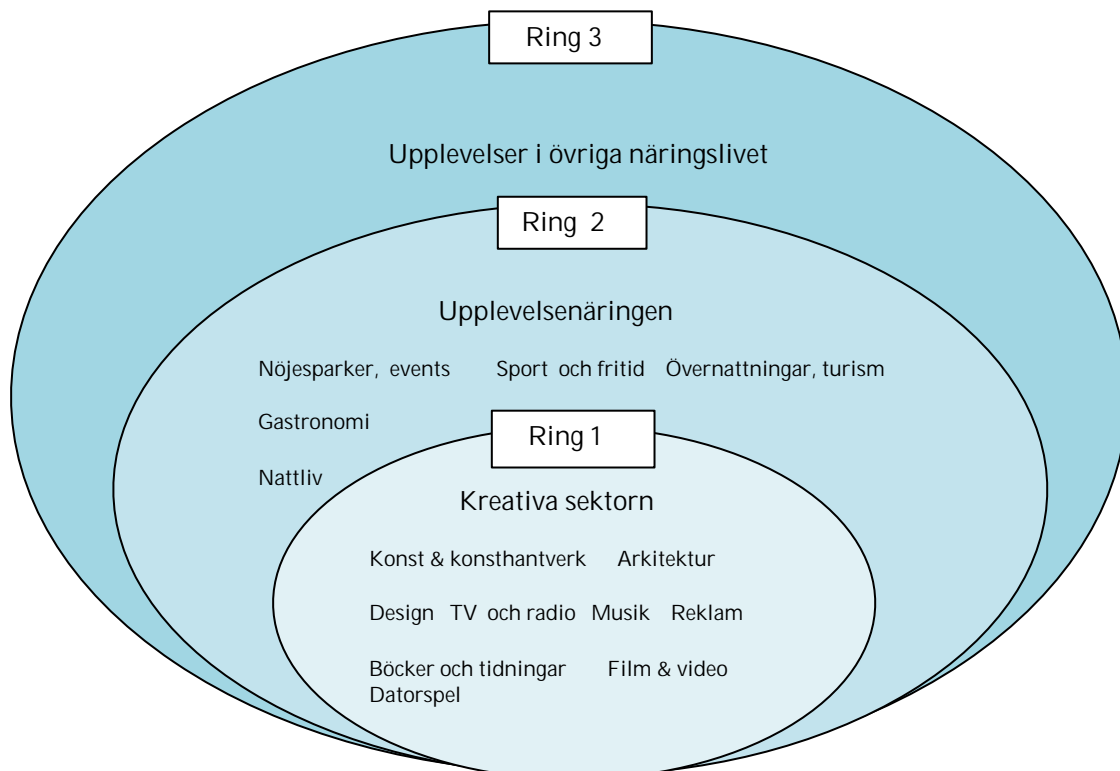 Ring 3
Upplevelser i övriga näringslivet
Ring 2
Upplevelsenäringen
Nöjesparker, events Sport och fritid Övernattningar, turism
Gastronomi
Ring 1
Nattliv
Kreativa sektorn
Konst & konsthantverk Arkitektur
Design TV och radio Musik Reklam
Böcker och tidningar Film & video
Datorspel